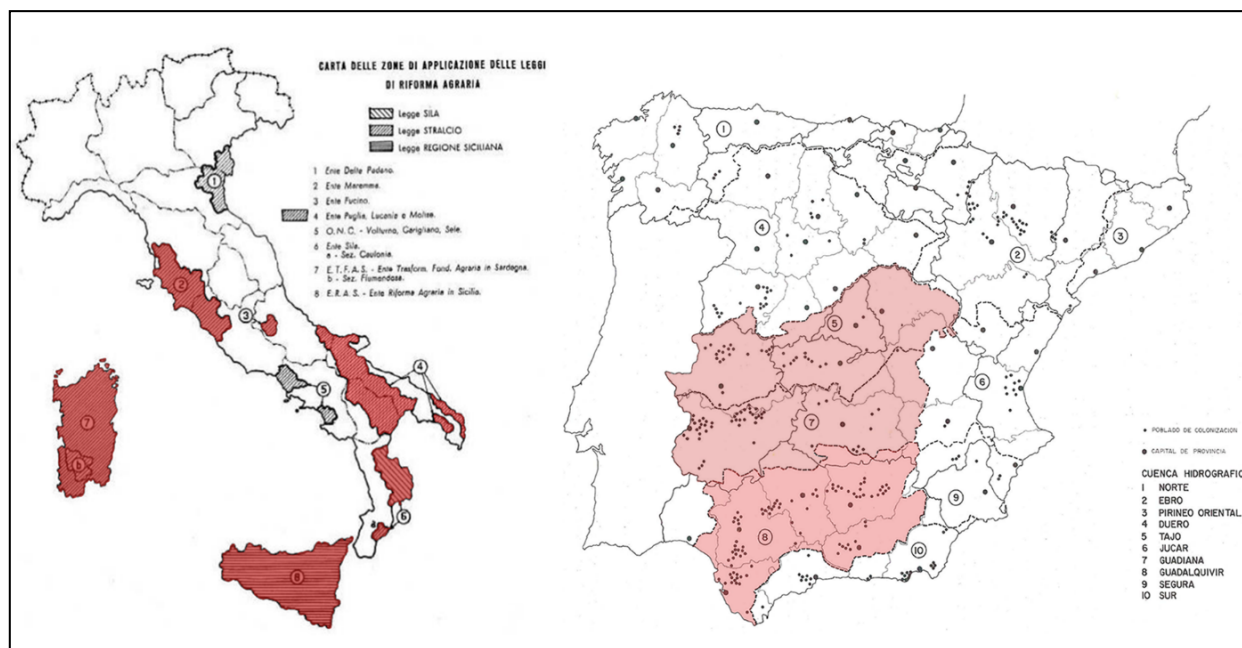 CARTA DELLE ZONE DI APPLICAZIONE DELLE LEGGI
DI RIFORMA AGRARIA
Legge SILA
Legge STRALCIO
Legge REGIONE SICILIANA
1 Ente Delta Padano.
2 Ente Maremma.
3 Ente Fucino.
4 Ente Puglia, Lucania e Molise.
5 O.N.C. - Volturno, Garigliano, Sele.
6 Ente Sila.
a - Sez. Caulonia.
7 E.T.F.A.S. - Ente Trasform. Fond. Agraria in Sardegna.
b - Sez. Flumendosa.
8 E.R.A.S. - Ente Riforma Agraria in Sicilia.
1
2
3
4
5
6
a
7
b
8
1
2
3
4
5
6
7
8
9
10
POBLADO DE COLONIZACION
CAPITAL DE PROVINCIA
CUENCA HIDROGRAFIC
1 NORTE
2 EBRO
3 PIRINEO ORIENTAL
4 DUERO
5 TAJO
6 JUCAR
7 GUADIANA
8 GUADALQUIVIR
9 SEGURA
10 SUR